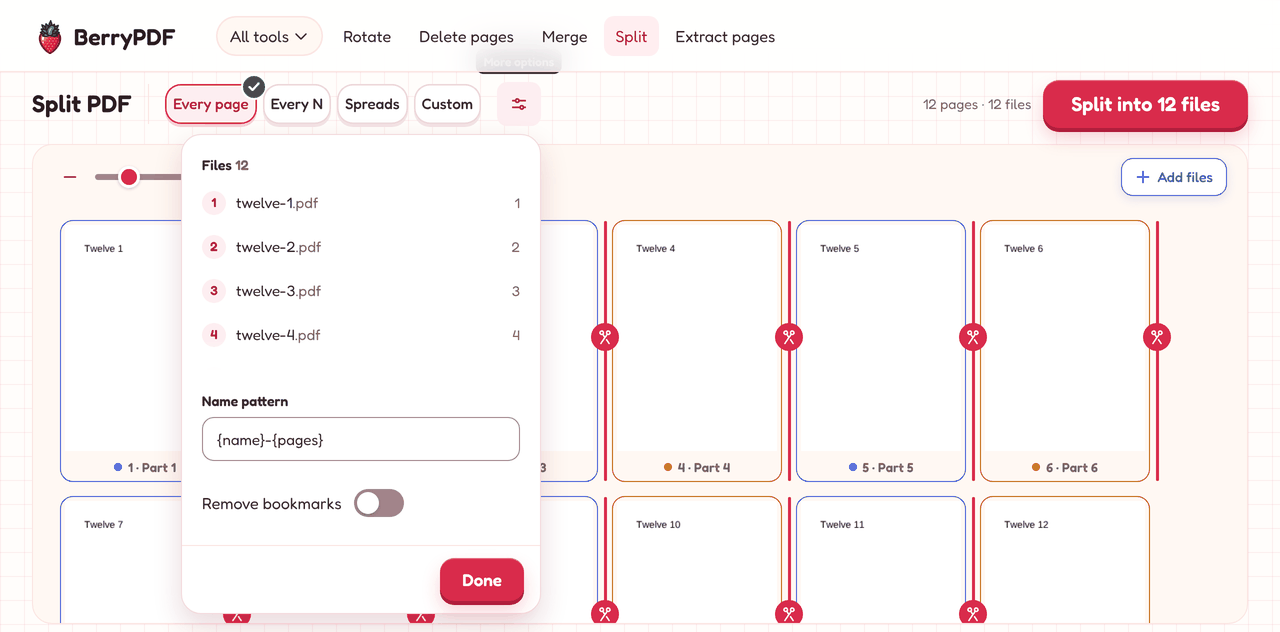 BerryPDF
All tools
Rotate
Delete pages
Merge
Split
Extract pages
More options
Split PDF
Every page
Every N
Spreads
Custom
12 pages · 12 files
Split into 12 files
Files 12
1 twelve-1.pdf 1
2 twelve-2.pdf 2
3 twelve-3.pdf 3
4 twelve-4.pdf 4
Name pattern
{name}-{pages}
Remove bookmarks
Done
Add files
Twelve 1
Twelve 4
Twelve 5
Twelve 6
1 · Part 1
3
4 · Part 4
5 · Part 5
6 · Part 6
Twelve 7
Twelve 10
Twelve 11
Twelve 12